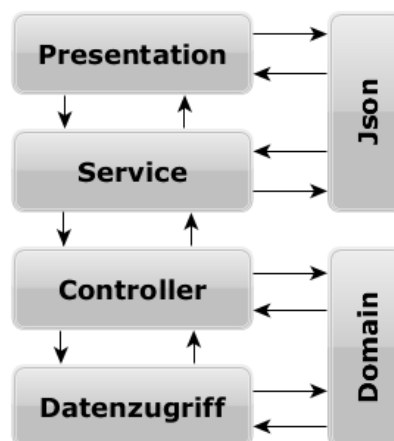 Presentation
Json
Service
Controller
Domain
Datenzugriff